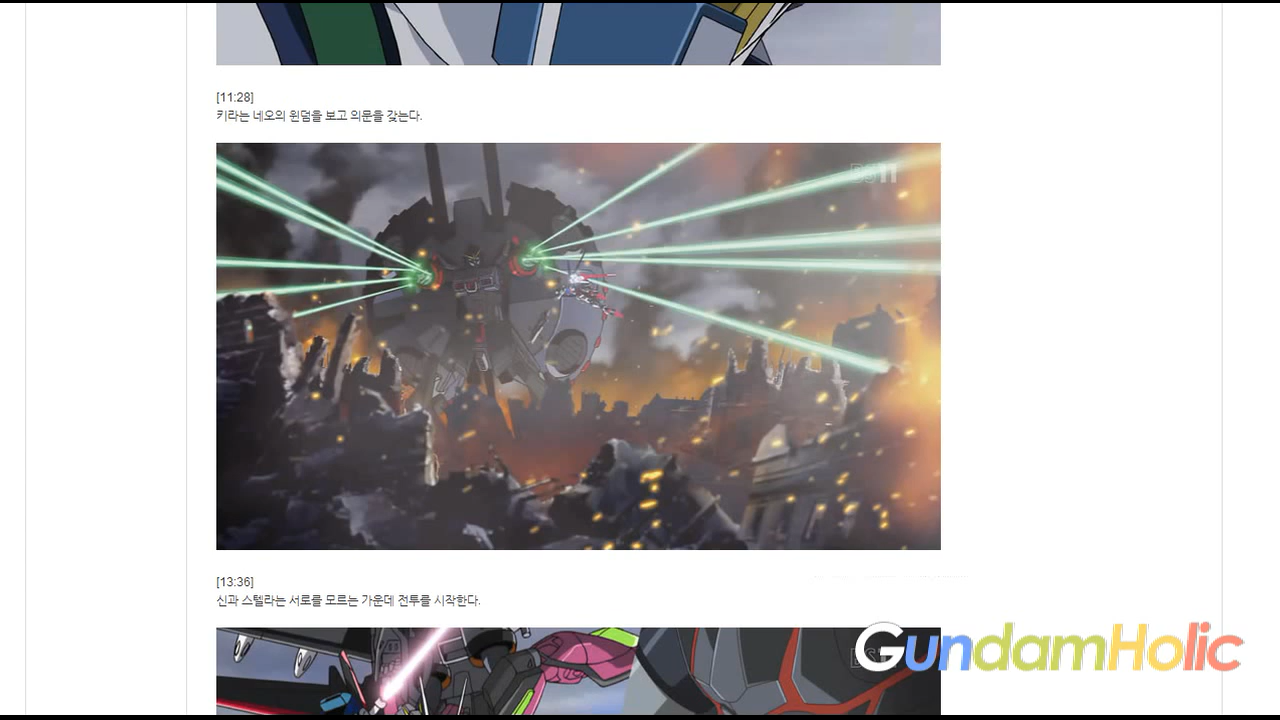 [11:28]
키라는 네오의 윈덤을 보고 의문을 갖는다.
BS11
[13:36]
신과 스텔라는 서로를 모르는 가운데 전투를 시작한다.
GundamHolic